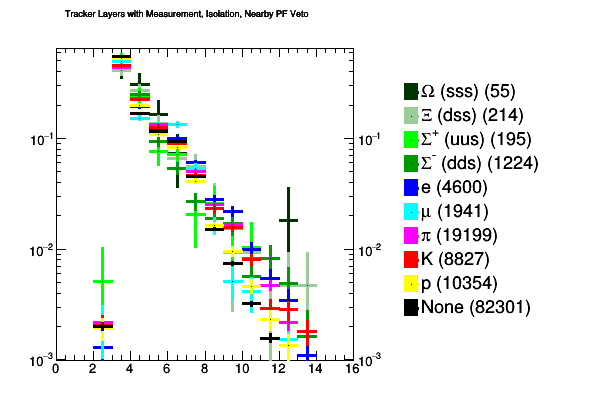 Tracker Layers with Measurement, Isolation, Nearby PF Veto
10⁻¹ 10⁻¹
10⁻² 10⁻²
10⁻³ 10⁻³
0 2 4 6 8 10 12 14 16
Ω (sss) (55)
Ξ (dss) (214)
Σ⁺ (uus) (195)
Σ⁻ (dds) (1224)
e (4600)
μ (1941)
π (19199)
K (8827)
p (10354)
None (82301)